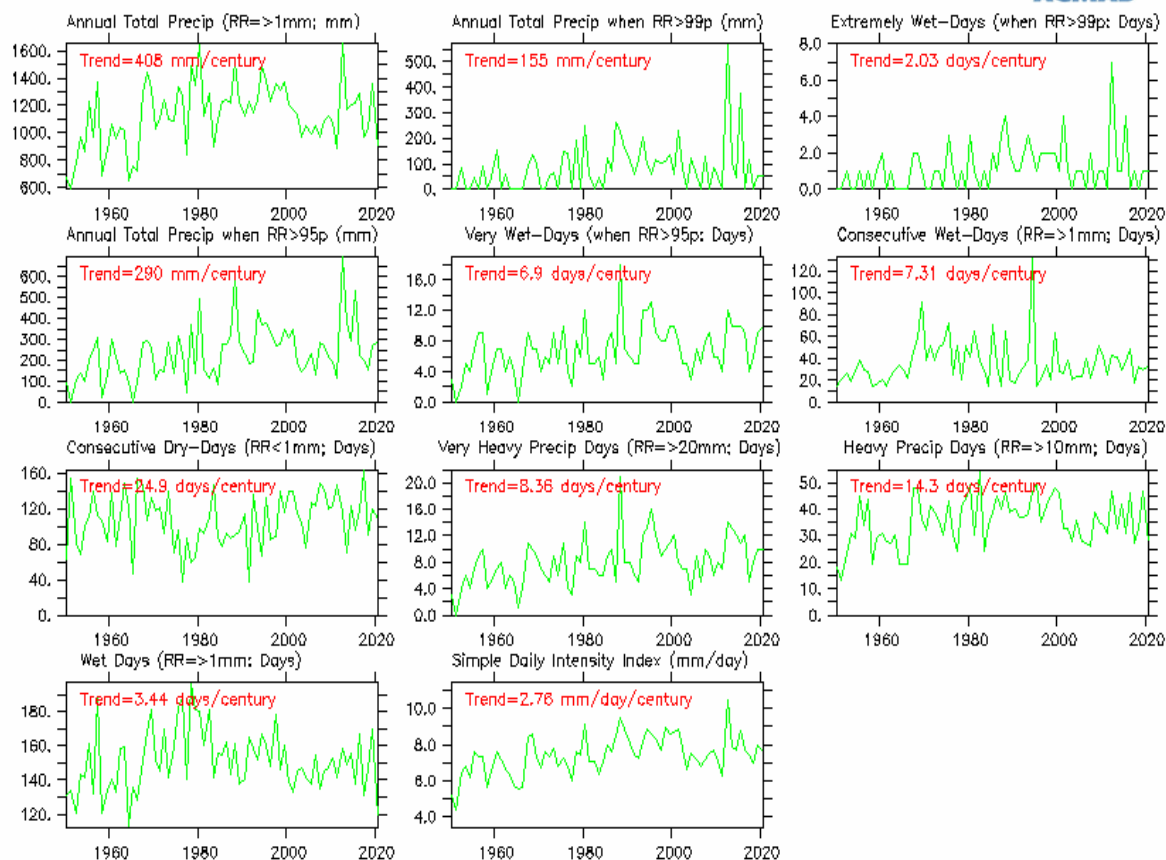 Annual Total Precip (RR=>1mm; mm)
Trend=408 mm/century
1600.
1400.
1200.
1000.
800.
600.
1960 1980 2000 2020
Annual Total Precip when RR>99p (mm)
Trend=155 mm/century
500.
400.
300.
200.
100.
0.
1960 1980 2000 2020
Extremely Wet-Days (when RR>99p: Days)
Trend=2.03 days/century
8.0
6.0
4.0
2.0
0.0
1960 1980 2000 2020
Annual Total Precip when RR>95p (mm)
Trend=290 mm/century
600.
500.
400.
300.
200.
100.
0.
1960 1980 2000 2020
Very Wet-Days (when RR>95p: Days)
Trend=6.9 days/century
16.0
12.0
8.0
4.0
0.0
1960 1980 2000 2020
Consecutive Wet-Days (RR=>1mm; Days)
Trend=7.31 days/century
120.
100.
80.
60.
40.
20.
0.
1960 1980 2000 2020
Consecutive Dry-Days (RR<1mm; Days)
Trend=24.9 days/century
160.
120.
80.
40.
0.
1960 1980 2000 2020
Very Heavy Precip Days (RR=>20mm; Days)
Trend=8.36 days/century
20.0
16.0
12.0
8.0
4.0
0.0
1960 1980 2000 2020
Heavy Precip Days (RR=>10mm; Days)
Trend=14.3 days/century
50.
40.
30.
20.
10.
0.
1960 1980 2000 2020
Wet Days (RR=>1mm: Days)
Trend=3.44 days/century
180.
160.
140.
120.
1960 1980 2000 2020
Simple Daily Intensity Index (mm/day)
Trend=2.76 mm/day/century
10.0
8.0
6.0
4.0
1960 1980 2000 2020